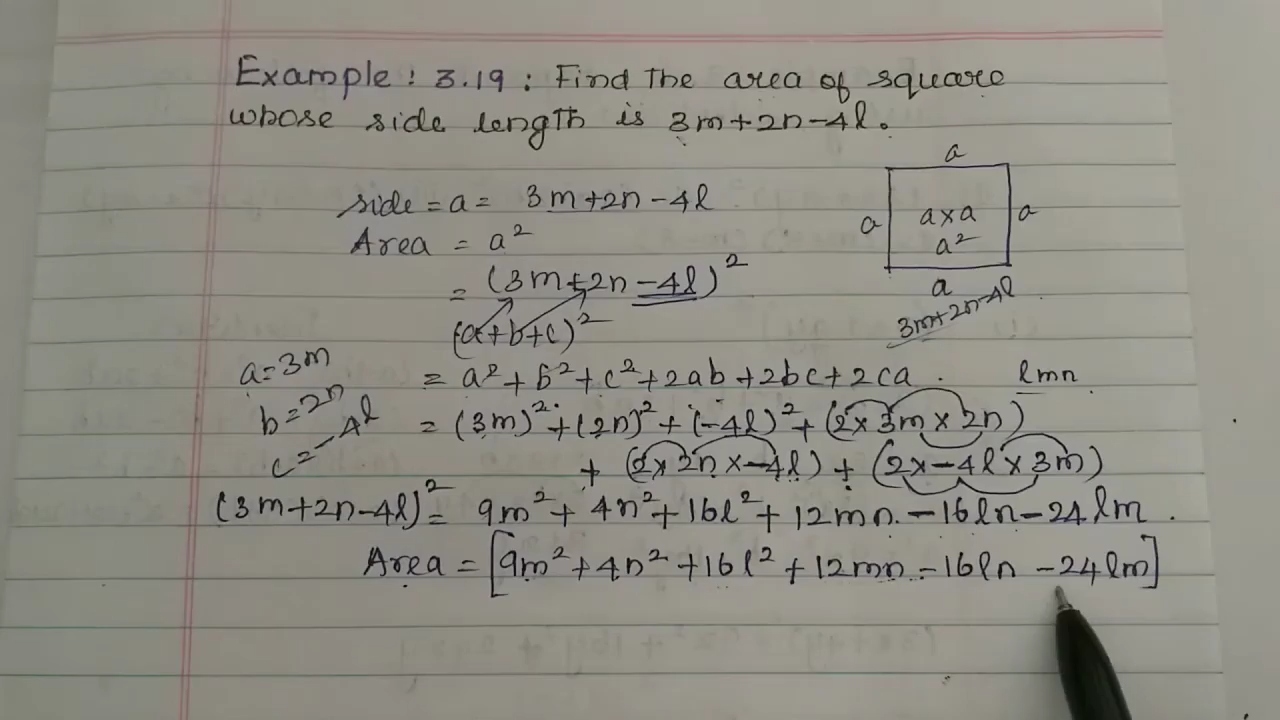 Example: 3.19: Find the area of square
whose side length is 3m+2n-4l.
a
side = a = 3m+2n-4l
a a×a a
Area = a²
a²
= (3m+2n-4l)²
a
3m+2n-4l
(a+b+c)²
a=3m
= a²+b²+c²+2ab+2bc+2ca. lmn
b=2n
= (3m)²+(2n)²+(-4l)²+(2×3m×2n)
c=-4l
+ (2×2n×-4l)+(2×-4l×3m)
(3m+2n-4l)² = 9m²+4n²+16l²+12mn-16ln-24lm.
Area = [9m²+4n²+16l²+12mn-16ln-24lm]